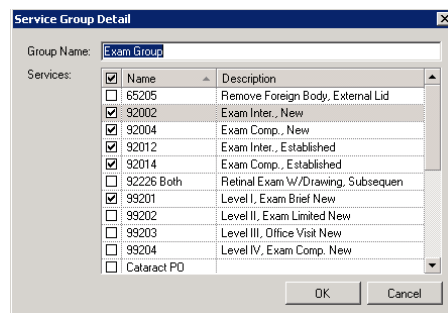 Service Group Detail
Group Name: Exam Group
Services:
Name Description
65205 Remove Foreign Body, External Lid
92002 Exam Inter., New
92004 Exam Comp., New
92012 Exam Inter., Established
92014 Exam Comp., Established
92226 Both Retinal Exam W/Drawing, Subsequen
99201 Level I, Exam Brief New
99202 Level II, Exam Limited New
99203 Level III, Office Visit New
99204 Level IV, Exam Comp. New
Cataract PO
OK Cancel